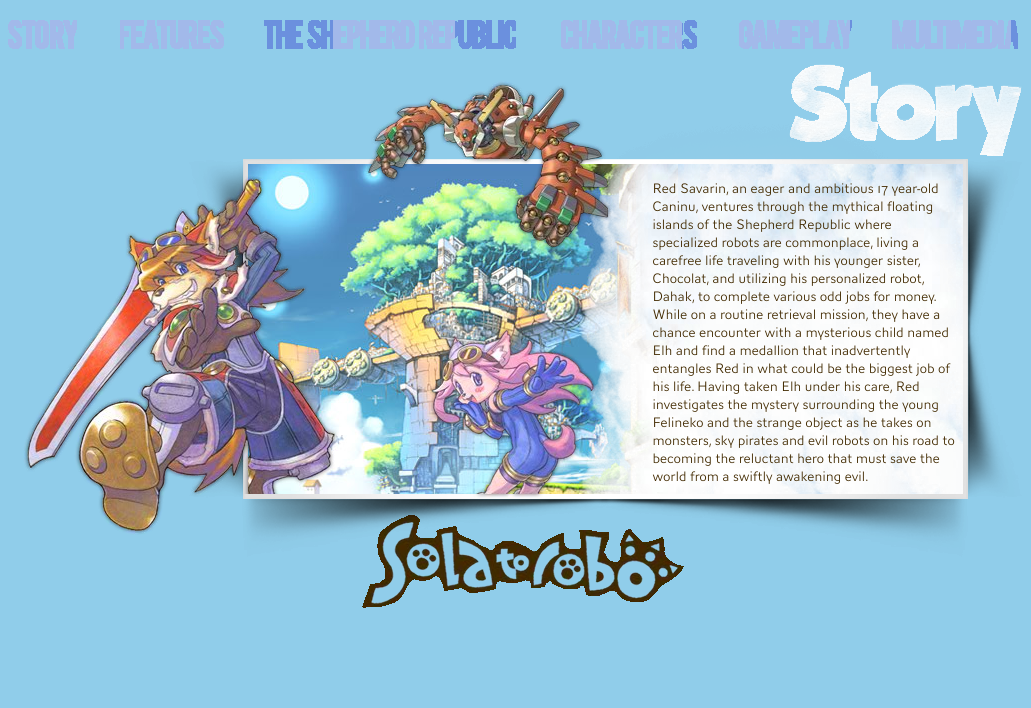 STORY FEATURES THE SHEPHERD REPUBLIC CHARACTERS GAMEPLAY MULTIMEDIA
Story
Red Savarin, an eager and ambitious 17 year-old
Caninu, ventures through the mythical floating
islands of the Shepherd Republic where
specialized robots are commonplace, living a
carefree life traveling with his younger sister,
Chocolat, and utilizing his personalized robot,
Dahak, to complete various odd jobs for money.
While on a routine retrieval mission, they have a
chance encounter with a mysterious child named
Elh and find a medallion that inadvertently
entangles Red in what could be the biggest job of
his life. Having taken Elh under his care, Red
investigates the mystery surrounding the young
Felineko and the strange object as he takes on
monsters, sky pirates and evil robots on his road to
becoming the reluctant hero that must save the
world from a swiftly awakening evil.
Solatorobo